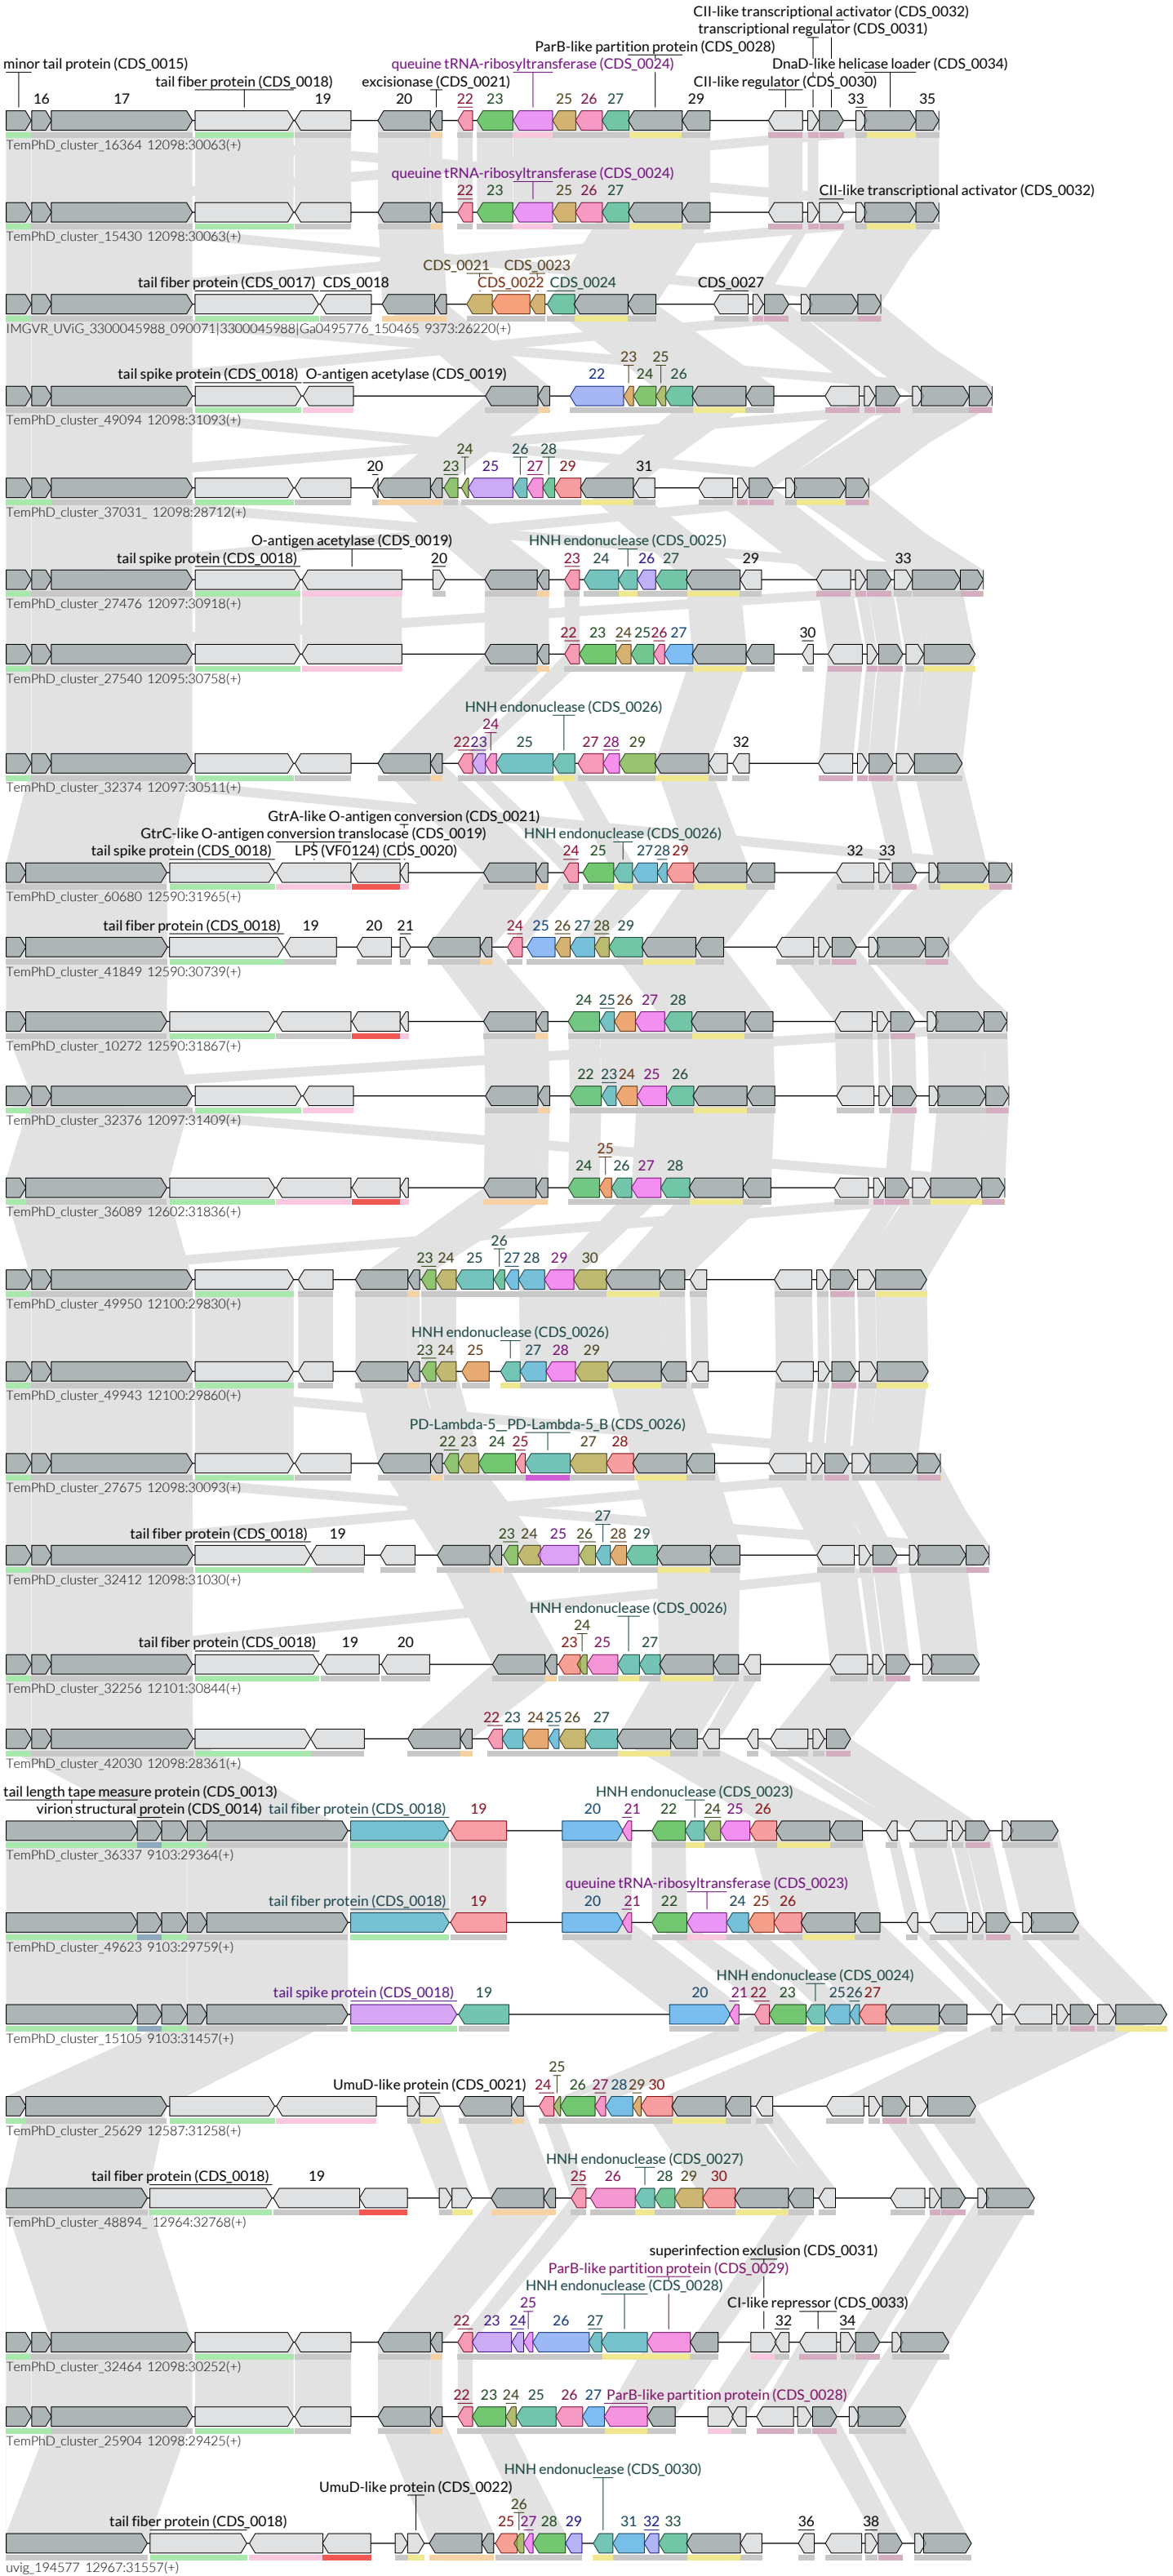 CII-like transcriptional activator (CDS_0032)
transcriptional regulator (CDS_0031)
ParB-like partition protein (CDS_0028)
minor tail protein (CDS_0015) queuine tRNA-ribosyltransferase (CDS_0024) DnaD-like helicase loader (CDS_0034)
tail fiber protein (CDS_0018) excisionase (CDS_0021) CII-like regulator (CDS_0030)
16 17 19 20 22 23 25 26 27 29 33 35
TemPhD_cluster_16364 12098:30063(+)
queuine tRNA-ribosyltransferase (CDS_0024)
22 23 25 26 27 CII-like transcriptional activator (CDS_0032)
TemPhD_cluster_15430 12098:30063(+)
CDS_0021 CDS_0023
tail fiber protein (CDS_0017) CDS_0018 CDS_0022 CDS_0024 CDS_0027
IMGVR_UViG_3300045988_090071|3300045988|Ga0495776_150465 9373:26220(+)
23 25
tail spike protein (CDS_0018) O-antigen acetylase (CDS_0019) 22 24 26
TemPhD_cluster_49094 12098:31093(+)
24 26 28
20 23 25 27 29 31
TemPhD_cluster_37031_ 12098:28712(+)
O-antigen acetylase (CDS_0019) HNH endonuclease (CDS_0025)
tail spike protein (CDS_0018) 20 23 24 26 27 29 33
TemPhD_cluster_27476 12097:30918(+)
22 23 24 25 26 27 30
TemPhD_cluster_27540 12095:30758(+)
HNH endonuclease (CDS_0026)
24
22 23 25 27 28 29 32
TemPhD_cluster_32374 12097:30511(+)
GtrA-like O-antigen conversion (CDS_0021)
GtrC-like O-antigen conversion translocase (CDS_0019) HNH endonuclease (CDS_0026)
tail spike protein (CDS_0018) LPS (VF0124) (CDS_0020) 24 25 27 28 29 32 33
TemPhD_cluster_60680 12590:31965(+)
tail fiber protein (CDS_0018) 19 20 21 24 25 26 27 28 29
TemPhD_cluster_41849 12590:30739(+)
24 25 26 27 28
TemPhD_cluster_10272 12590:31867(+)
22 23 24 25 26
TemPhD_cluster_32376 12097:31409(+)
25
24 26 27 28
TemPhD_cluster_36089 12602:31836(+)
26
23 24 25 27 28 29 30
TemPhD_cluster_49950 12100:29830(+)
HNH endonuclease (CDS_0026)
23 24 25 27 28 29
TemPhD_cluster_49943 12100:29860(+)
PD-Lambda-5__PD-Lambda-5_B (CDS_0026)
22 23 24 25 27 28
TemPhD_cluster_27675 12098:30093(+)
27
tail fiber protein (CDS_0018) 19 23 24 25 26 28 29
TemPhD_cluster_32412 12098:31030(+)
HNH endonuclease (CDS_0026)
24
tail fiber protein (CDS_0018) 19 20 23 25 27
TemPhD_cluster_32256 12101:30844(+)
22 23 24 25 26 27
TemPhD_cluster_42030 12098:28361(+)
tail length tape measure protein (CDS_0013) HNH endonuclease (CDS_0023)
virion structural protein (CDS_0014) tail fiber protein (CDS_0018) 19 20 21 22 24 25 26
TemPhD_cluster_36337 9103:29364(+)
queuine tRNA-ribosyltransferase (CDS_0023)
tail fiber protein (CDS_0018) 19 20 21 22 24 25 26
TemPhD_cluster_49623 9103:29759(+)
HNH endonuclease (CDS_0024)
tail spike protein (CDS_0018) 19 20 21 22 23 25 26 27
TemPhD_cluster_15105 9103:31457(+)
25
UmuD-like protein (CDS_0021) 24 26 27 28 29 30
TemPhD_cluster_25629 12587:31258(+)
HNH endonuclease (CDS_0027)
tail fiber protein (CDS_0018) 19 25 26 28 29 30
TemPhD_cluster_48894_ 12964:32768(+)
superinfection exclusion (CDS_0031)
ParB-like partition protein (CDS_0029)
HNH endonuclease (CDS_0028)
25 CI-like repressor (CDS_0033)
22 23 24 26 27 32 34
TemPhD_cluster_32464 12098:30252(+)
22 23 24 25 26 27 ParB-like partition protein (CDS_0028)
TemPhD_cluster_25904 12098:29425(+)
HNH endonuclease (CDS_0030)
UmuD-like protein (CDS_0022)
26
tail fiber protein (CDS_0018) 25 27 28 29 31 32 33 36 38
uvig_194577 12967:31557(+)